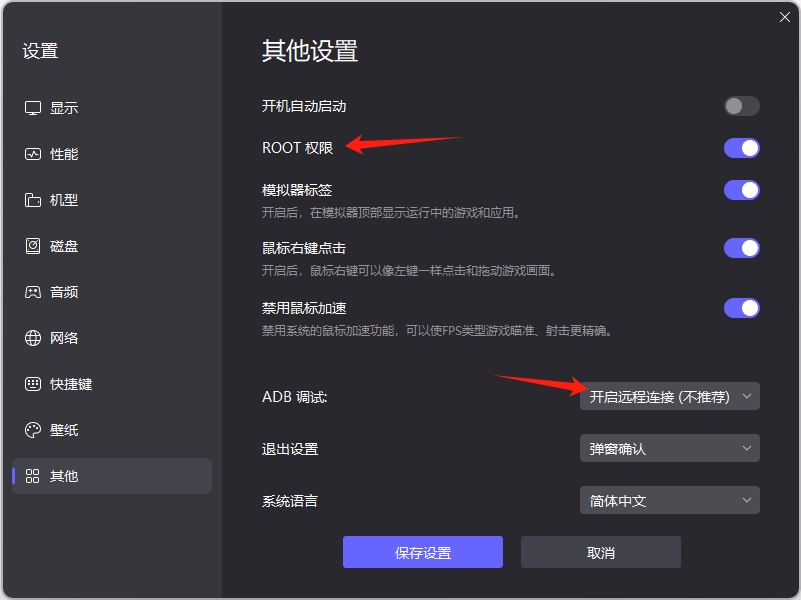 设置
显示
性能
机型
磁盘
音频
网络
快捷键
壁纸
其他
其他设置
开机自动启动
ROOT 权限
模拟器标签
开启后，在模拟器顶部显示运行中的游戏和应用。
鼠标右键点击
开启后，鼠标右键可以像左键一样点击和拖动游戏画面。
禁用鼠标加速
禁用系统的鼠标加速功能，可以使FPS类型游戏瞄准、射击更精确。
ADB 调试: 开启远程连接 (不推荐)
退出设置 弹窗确认
系统语言 简体中文
保存设置 取消